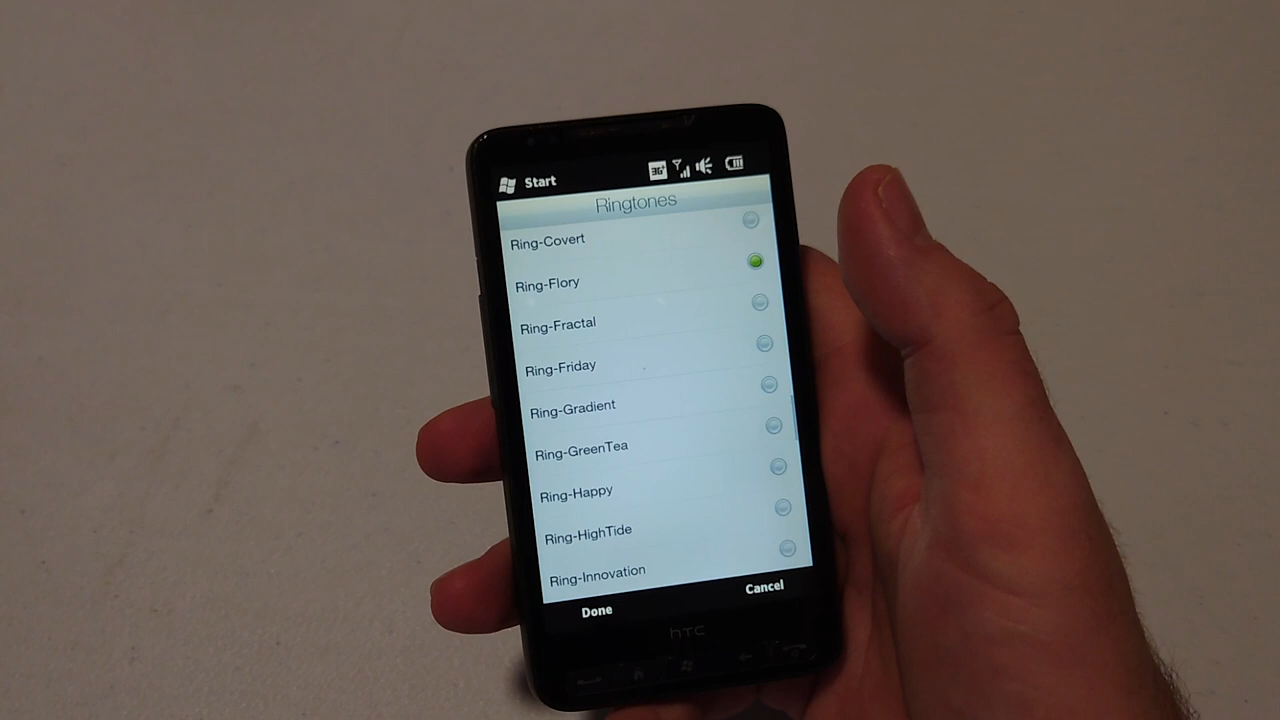 Start
3G+
Ringtones
Ring-Covert
Ring-Flory
Ring-Fractal
Ring-Friday
Ring-Gradient
Ring-GreenTea
Ring-Happy
Ring-HighTide
Ring-Innovation
Done
Cancel
hTC